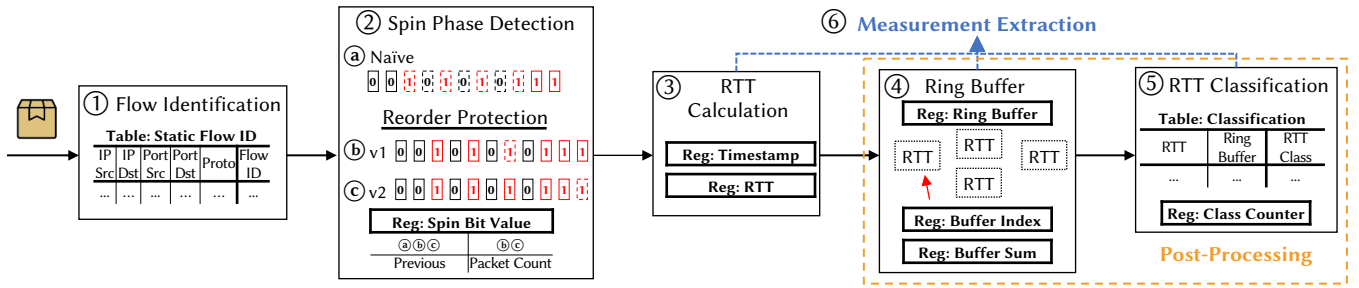 ① Flow Identification
Table: Static Flow ID
IP Src
IP Dst
Port Src
Port Dst
Proto
Flow ID
... ... ... ... ... ...
② Spin Phase Detection
ⓐ Naïve
0 0 1 0 1 0 1 0 1 1 1
Reorder Protection
ⓑ v1 0 0 1 0 1 0 1 0 1 1 1
ⓒ v2 0 0 1 0 1 0 1 0 1 1 1
Reg: Spin Bit Value
ⓐⓑⓒ ⓑⓒ
Previous Packet Count
③ RTT
Calculation
Reg: Timestamp
Reg: RTT
⑥ Measurement Extraction
④ Ring Buffer
Reg: Ring Buffer
RTT
RTT
RTT
RTT
Reg: Buffer Index
Reg: Buffer Sum
⑤ RTT Classification
Table: Classification
RTT
Ring Buffer
RTT Class
... ... ...
Reg: Class Counter
Post-Processing